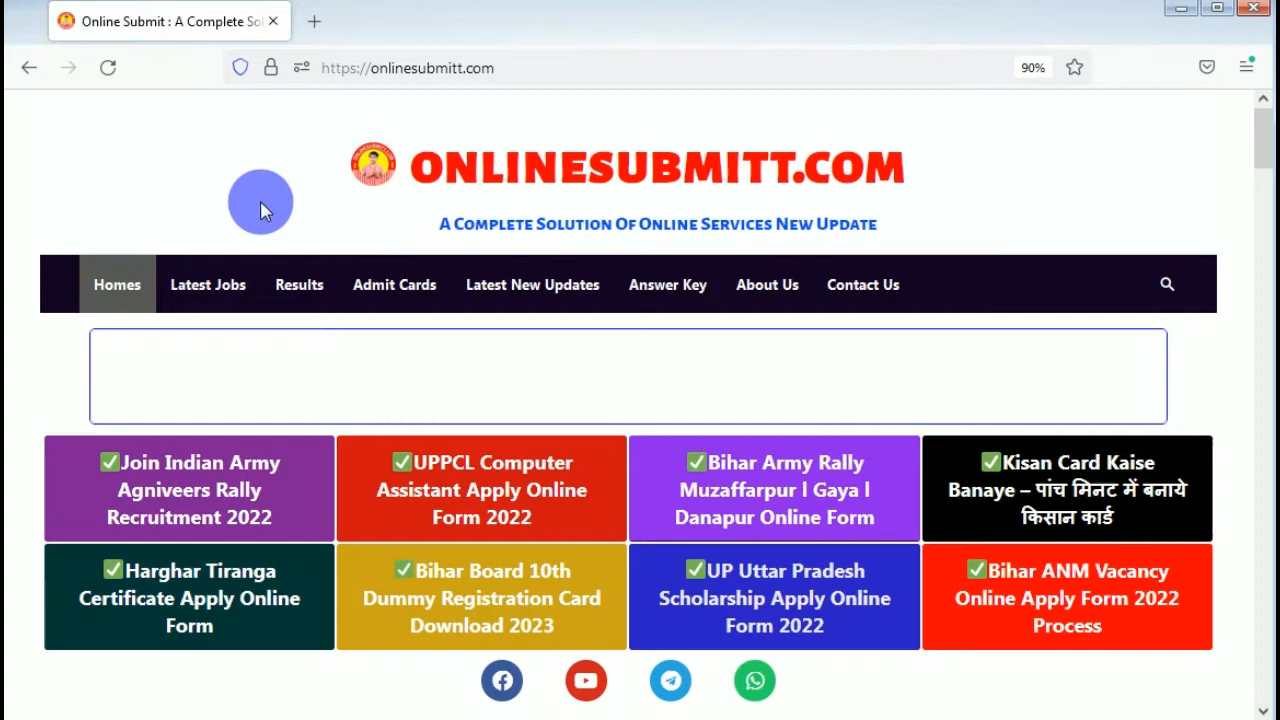 Online Submit : A Complete Sol
https://onlinesubmitt.com
90%
ONLINESUBMITT.COM
A Complete Solution Of Online Services New Update
Homes Latest Jobs Results Admit Cards Latest New Updates Answer Key About Us Contact Us
✅Join Indian Army
Agniveers Rally
Recruitment 2022
✅UPPCL Computer
Assistant Apply Online
Form 2022
✅Bihar Army Rally
Muzaffarpur l Gaya l
Danapur Online Form
✅Kisan Card Kaise
Banaye – पांच मिनट में बनाये
किसान कार्ड
✅Harghar Tiranga
Certificate Apply Online
Form
✅Bihar Board 10th
Dummy Registration Card
Download 2023
✅UP Uttar Pradesh
Scholarship Apply Online
Form 2022
✅Bihar ANM Vacancy
Online Apply Form 2022
Process